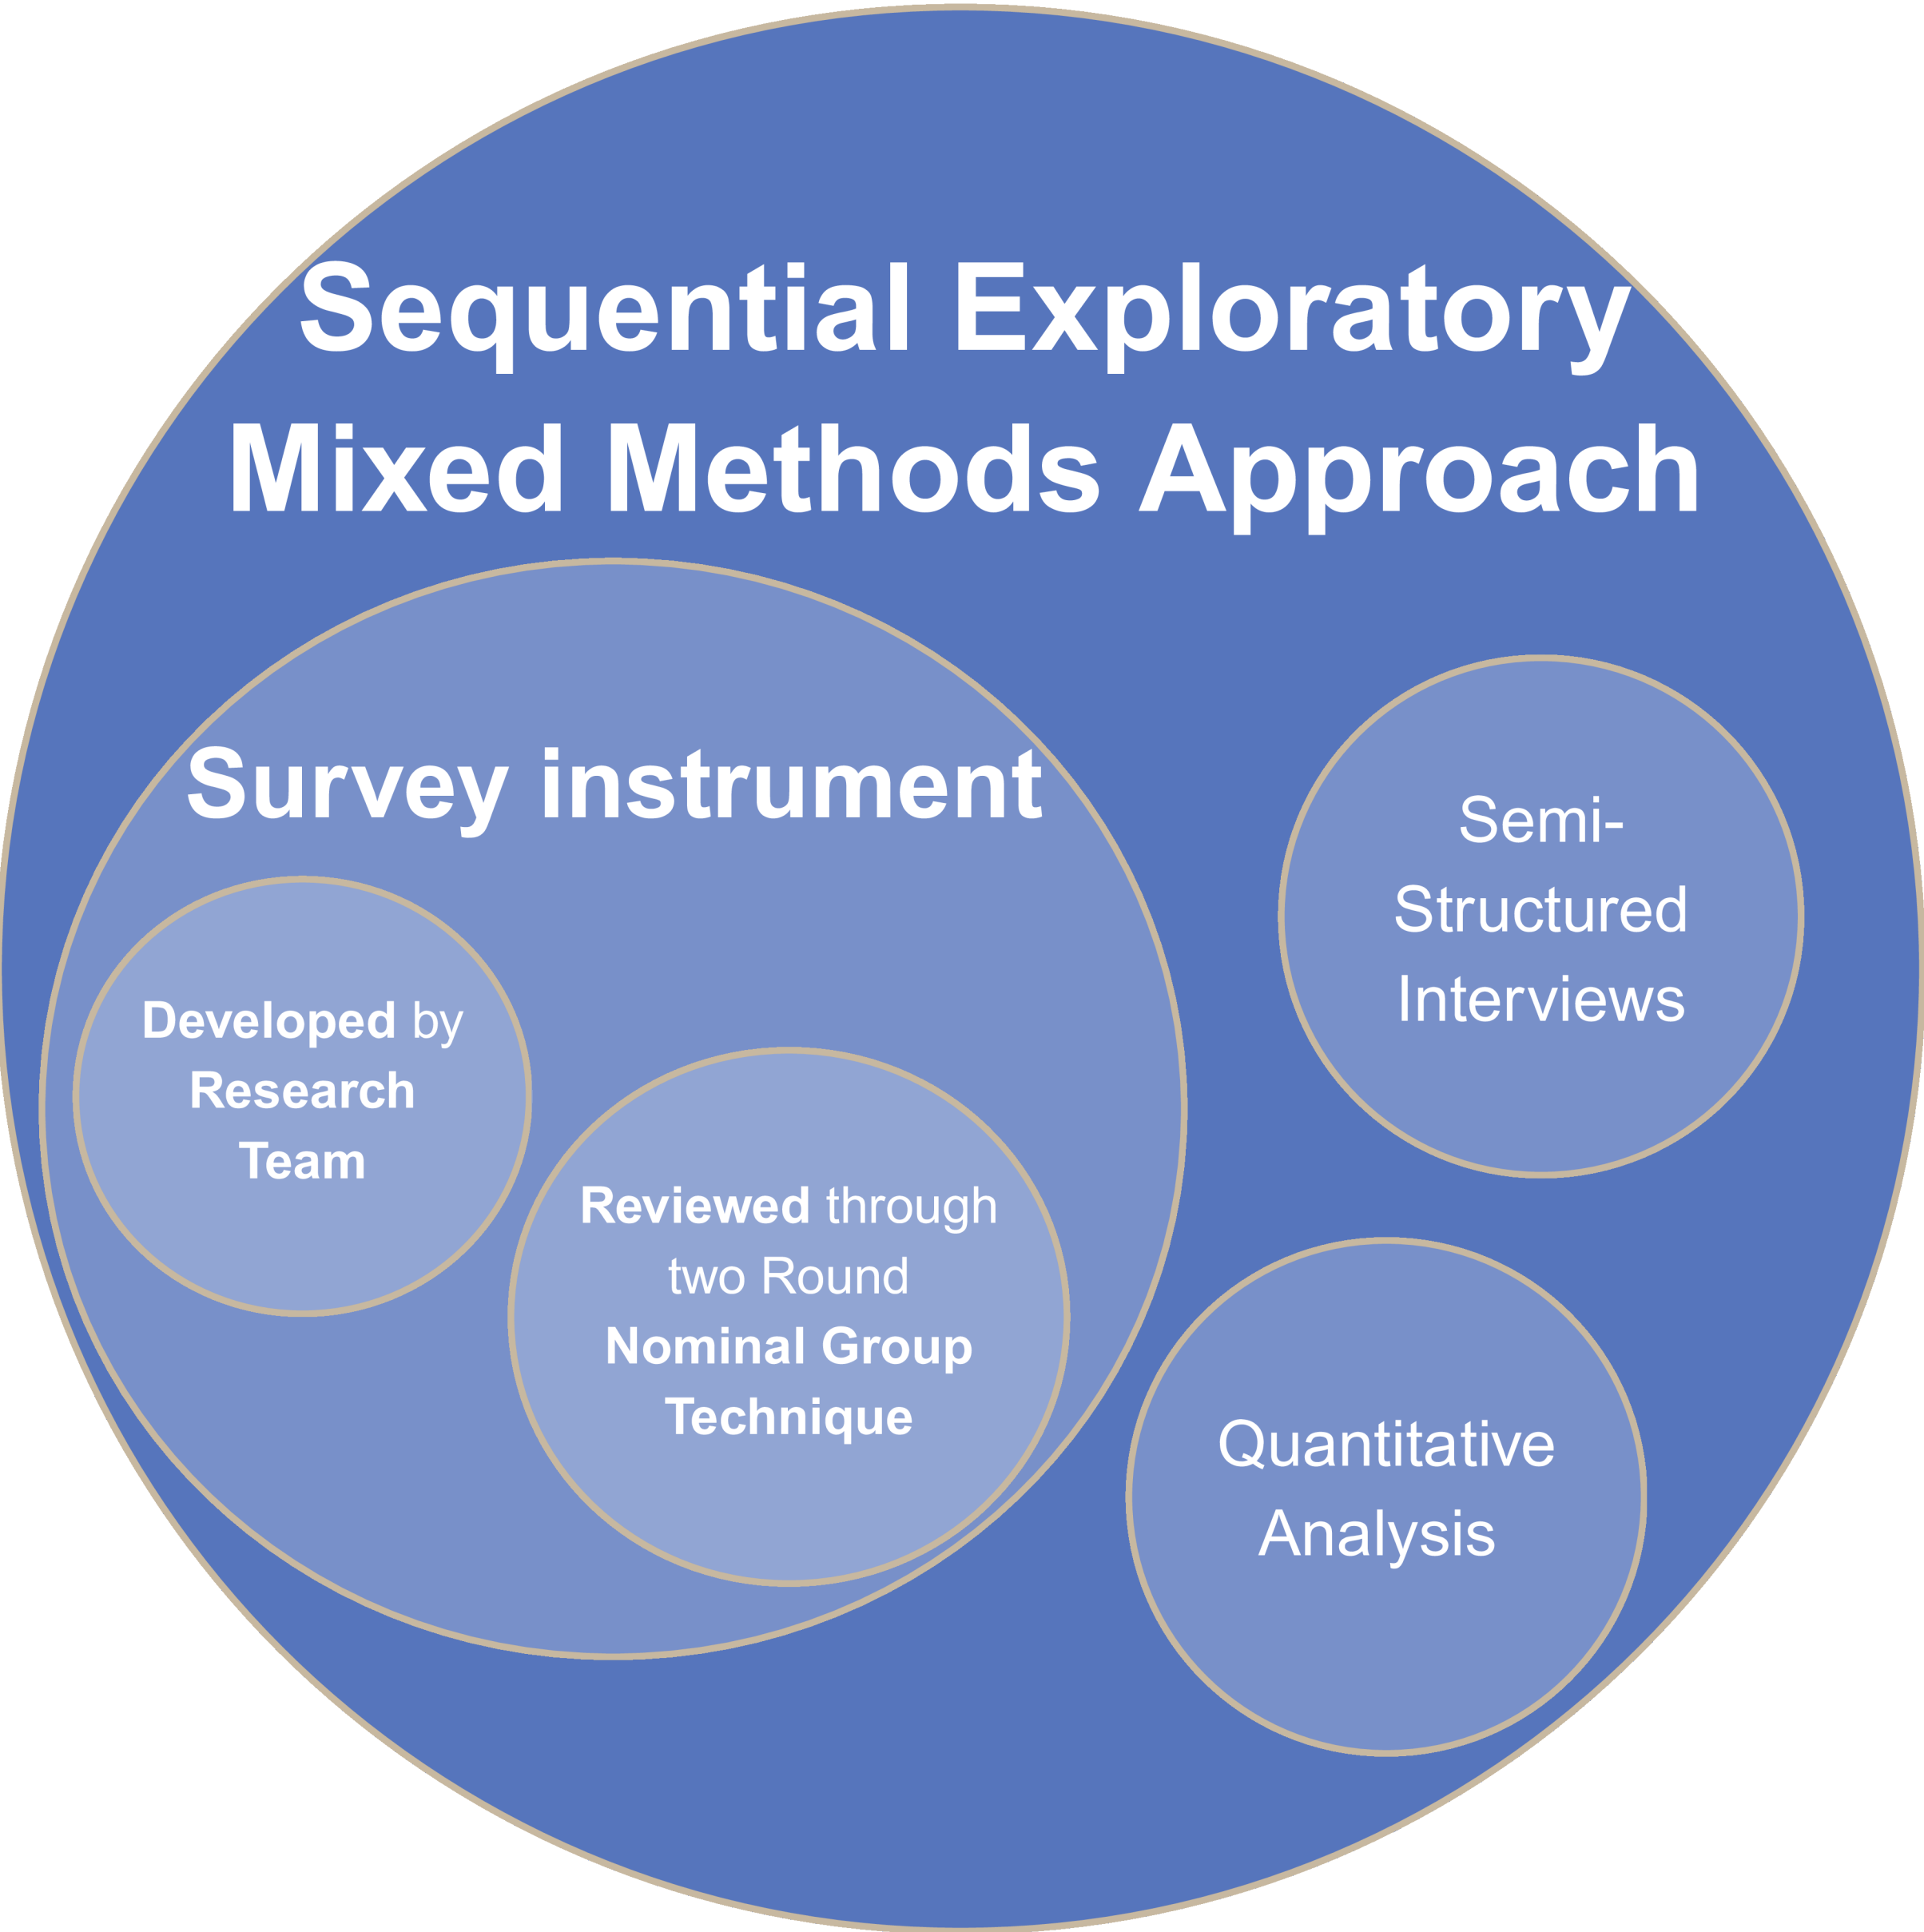 Sequential Exploratory
Mixed Methods Approach
Survey instrument
Developed by
Research
Team
Reviewed through
two Round
Nominal Group
Technique
Semi-
Structured
Interviews
Quantitative
Analysis